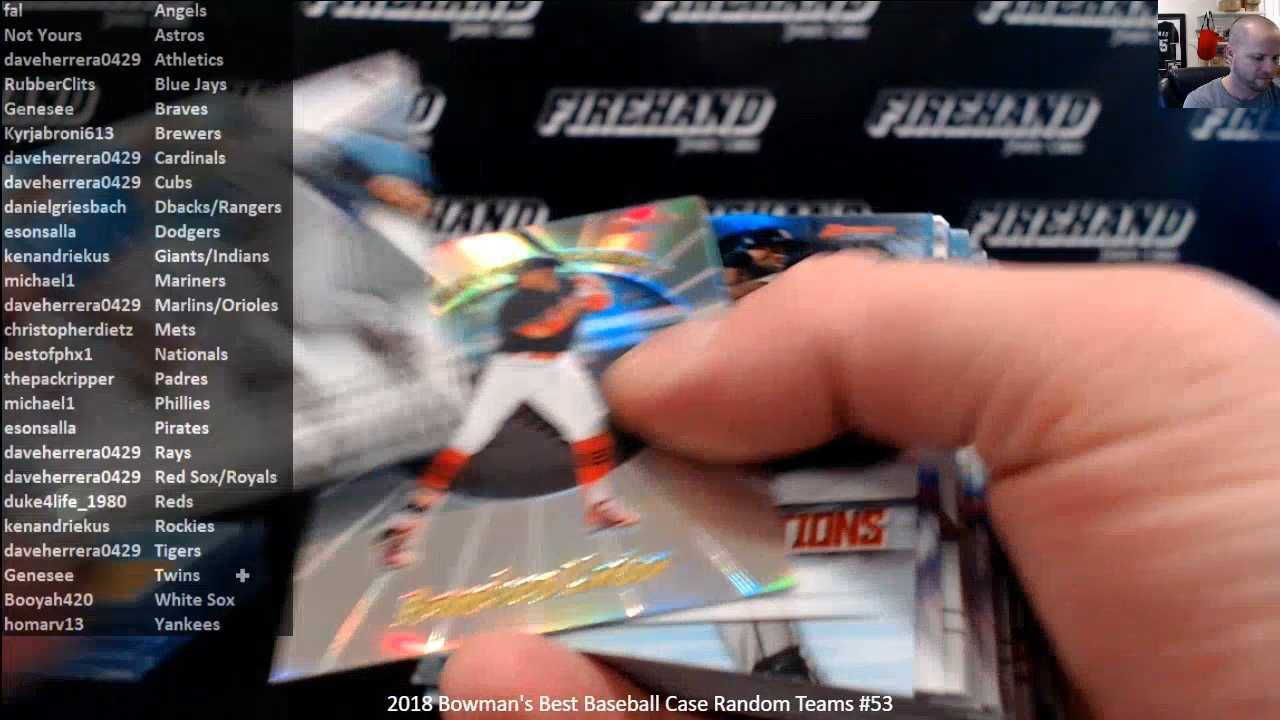 fal Angels
Not Yours Astros
daveherrera0429 Athletics
RubberClits Blue Jays
Genesee Braves
Kyrjabroni613 Brewers
daveherrera0429 Cardinals
daveherrera0429 Cubs
danielgriesbach Dbacks/Rangers
esonsalla Dodgers
kenandriekus Giants/Indians
michael1 Mariners
daveherrera0429 Marlins/Orioles
christopherdietz Mets
bestofphx1 Nationals
thepackripper Padres
michael1 Phillies
esonsalla Pirates
daveherrera0429 Rays
daveherrera0429 Red Sox/Royals
duke4life_1980 Reds
kenandriekus Rockies
daveherrera0429 Tigers
Genesee Twins
Booyah420 White Sox
homarv13 Yankees
FIREHAND FIREHAND FIREHAND
FIREHAND FIREHAND
HAND FIREHAND
IONS
2018 Bowman's Best Baseball Case Random Teams #53